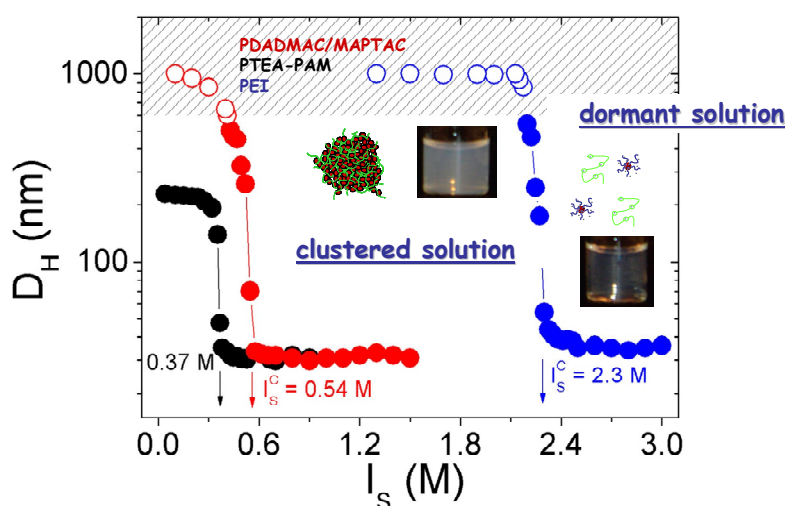 PDADMAC/MAPTAC
PTEA-PAM
PEI
dormant solution
clustered solution
1000
100
D_H (nm)
0.37 M
I_S^C = 0.54 M
I_S^C = 2.3 M
0.0 0.6 1.2 1.8 2.4 3.0
I_S (M)